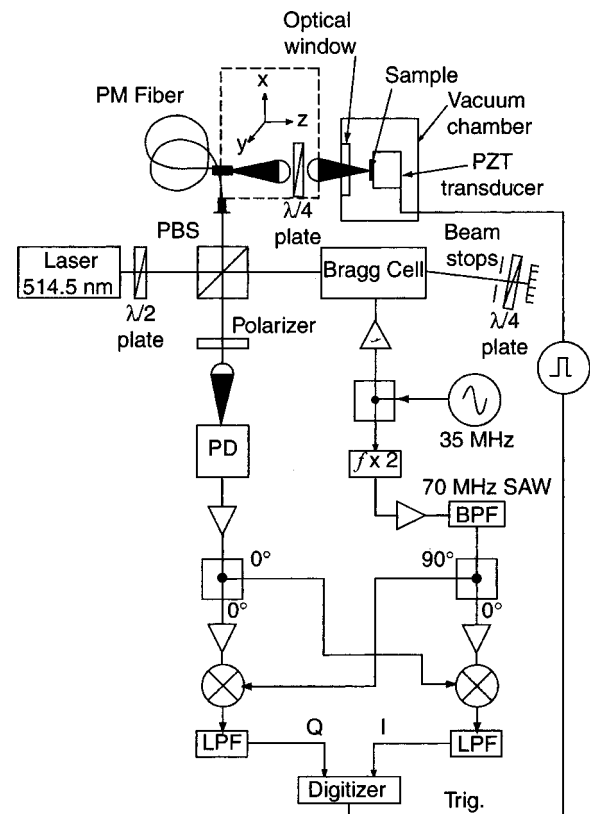 Optical
window
Sample
PM Fiber
x
z
y
Vacuum
chamber
PZT
transducer
λ/4
plate
PBS
Beam
stops
Laser
514.5 nm
Bragg Cell
λ/2
plate
λ/4
plate
Polarizer
PD
35 MHz
f x 2
70 MHz SAW
BPF
0°
90°
0°
0°
LPF
Q
I
LPF
Digitizer
Trig.